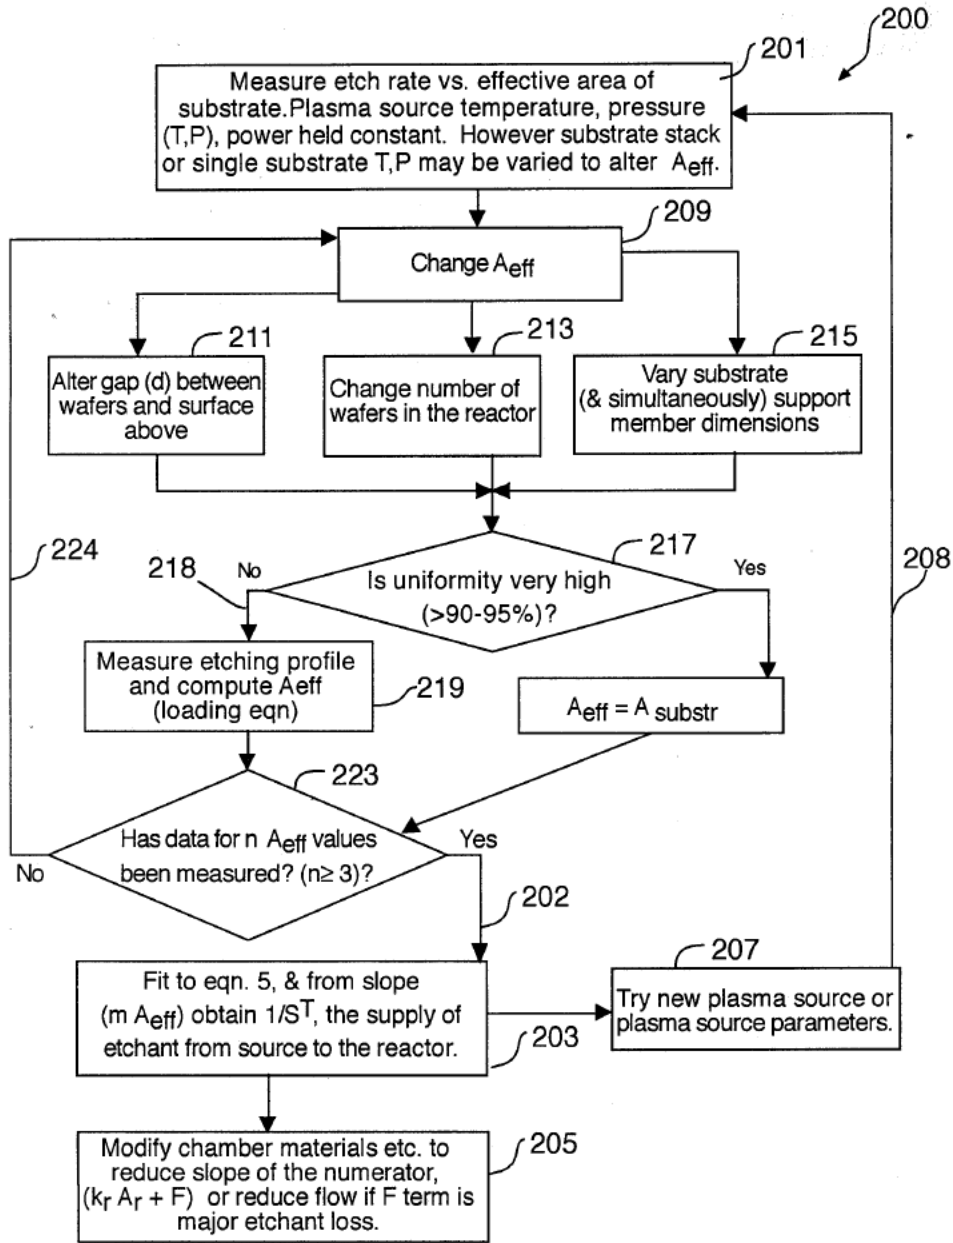 200
201
Measure etch rate vs. effective area of
substrate.Plasma source temperature, pressure
(T,P), power held constant. However substrate stack
or single substrate T,P may be varied to alter Aeff.
209
Change Aeff
211
Alter gap (d) between
wafers and surface
above
213
Change number of
wafers in the reactor
215
Vary substrate
(& simultaneously) support
member dimensions
224
218
No
217
Is uniformity very high
(>90-95%)?
Yes
208
Measure etching profile
and compute Aeff
(loading eqn)
219
Aeff = A substr
223
Has data for n Aeff values
been measured? (n≥ 3)?
No
Yes
202
Fit to eqn. 5, & from slope
(m Aeff) obtain 1/S^T, the supply of
etchant from source to the reactor.
203
207
Try new plasma source or
plasma source parameters.
Modify chamber materials etc. to
reduce slope of the numerator,
(kr Ar + F) or reduce flow if F term is
major etchant loss.
205